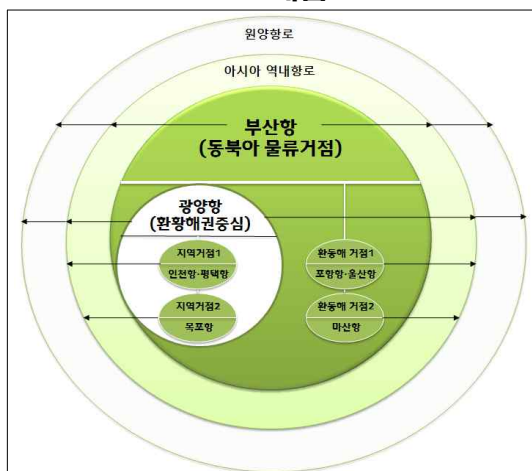 원양항로
아시아 역내항로
부산항
(동북아 물류거점)
광양항
(환황해권중심)
지역거점1
인천항·평택항
지역거점2
목포항
환동해 거점1
포항항·울산항
환동해 거점2
마산항